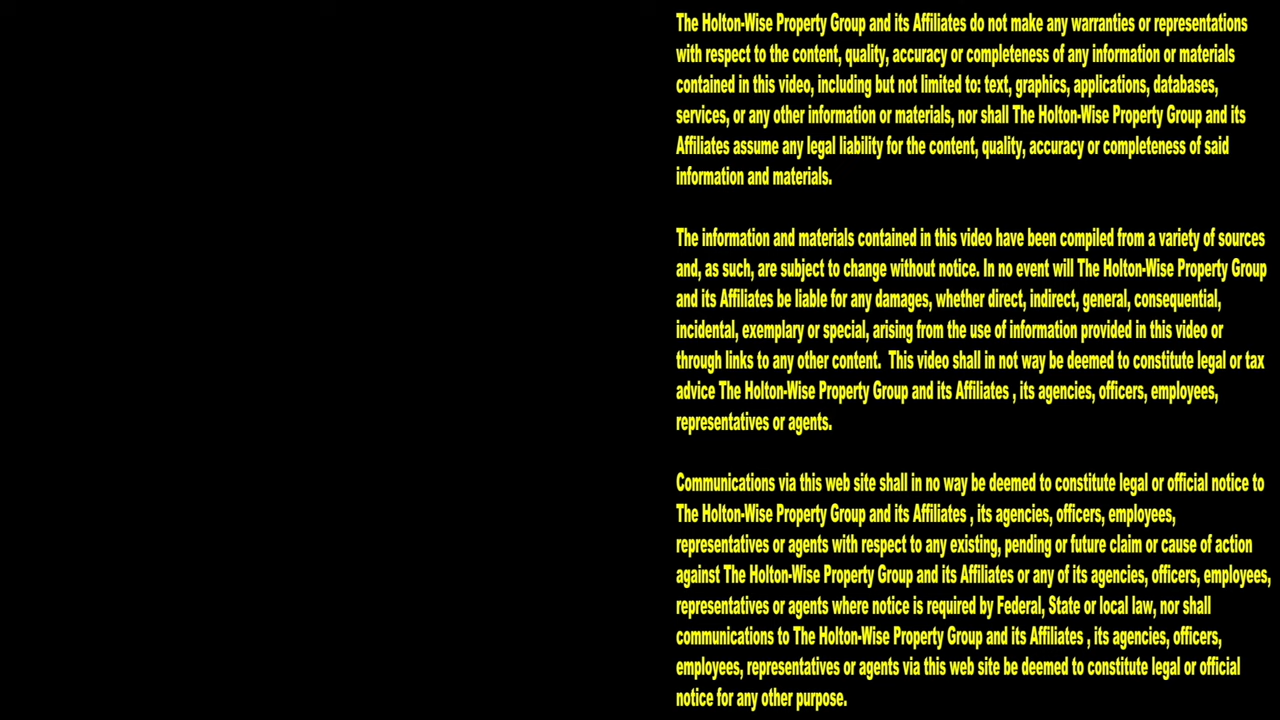 The Holton-Wise Property Group and its Affiliates do not make any warranties or representations
with respect to the content, quality, accuracy or completeness of any information or materials
contained in this video, including but not limited to: text, graphics, applications, databases,
services, or any other information or materials, nor shall The Holton-Wise Property Group and its
Affiliates assume any legal liability for the content, quality, accuracy or completeness of said
information and materials.
The information and materials contained in this video have been compiled from a variety of sources
and, as such, are subject to change without notice. In no event will The Holton-Wise Property Group
and its Affiliates be liable for any damages, whether direct, indirect, general, consequential,
incidental, exemplary or special, arising from the use of information provided in this video or
through links to any other content.  This video shall in not way be deemed to constitute legal or tax
advice The Holton-Wise Property Group and its Affiliates , its agencies, officers, employees,
representatives or agents.
Communications via this web site shall in no way be deemed to constitute legal or official notice to
The Holton-Wise Property Group and its Affiliates , its agencies, officers, employees,
representatives or agents with respect to any existing, pending or future claim or cause of action
against The Holton-Wise Property Group and its Affiliates or any of its agencies, officers, employees,
representatives or agents where notice is required by Federal, State or local law, nor shall
communications to The Holton-Wise Property Group and its Affiliates , its agencies, officers,
employees, representatives or agents via this web site be deemed to constitute legal or official
notice for any other purpose.